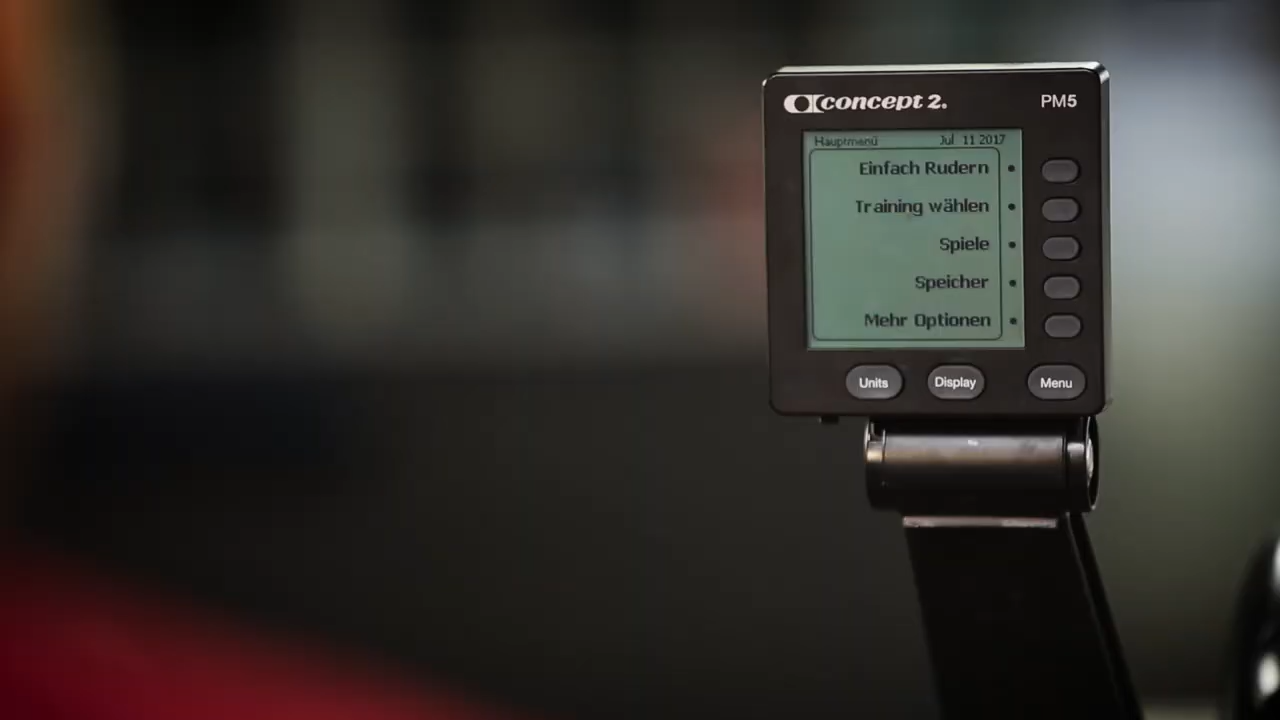 concept 2.
PM5
Hauptmenü Jul 11 2017
Einfach Rudern
Training wählen
Spiele
Speicher
Mehr Optionen
Units Display Menu